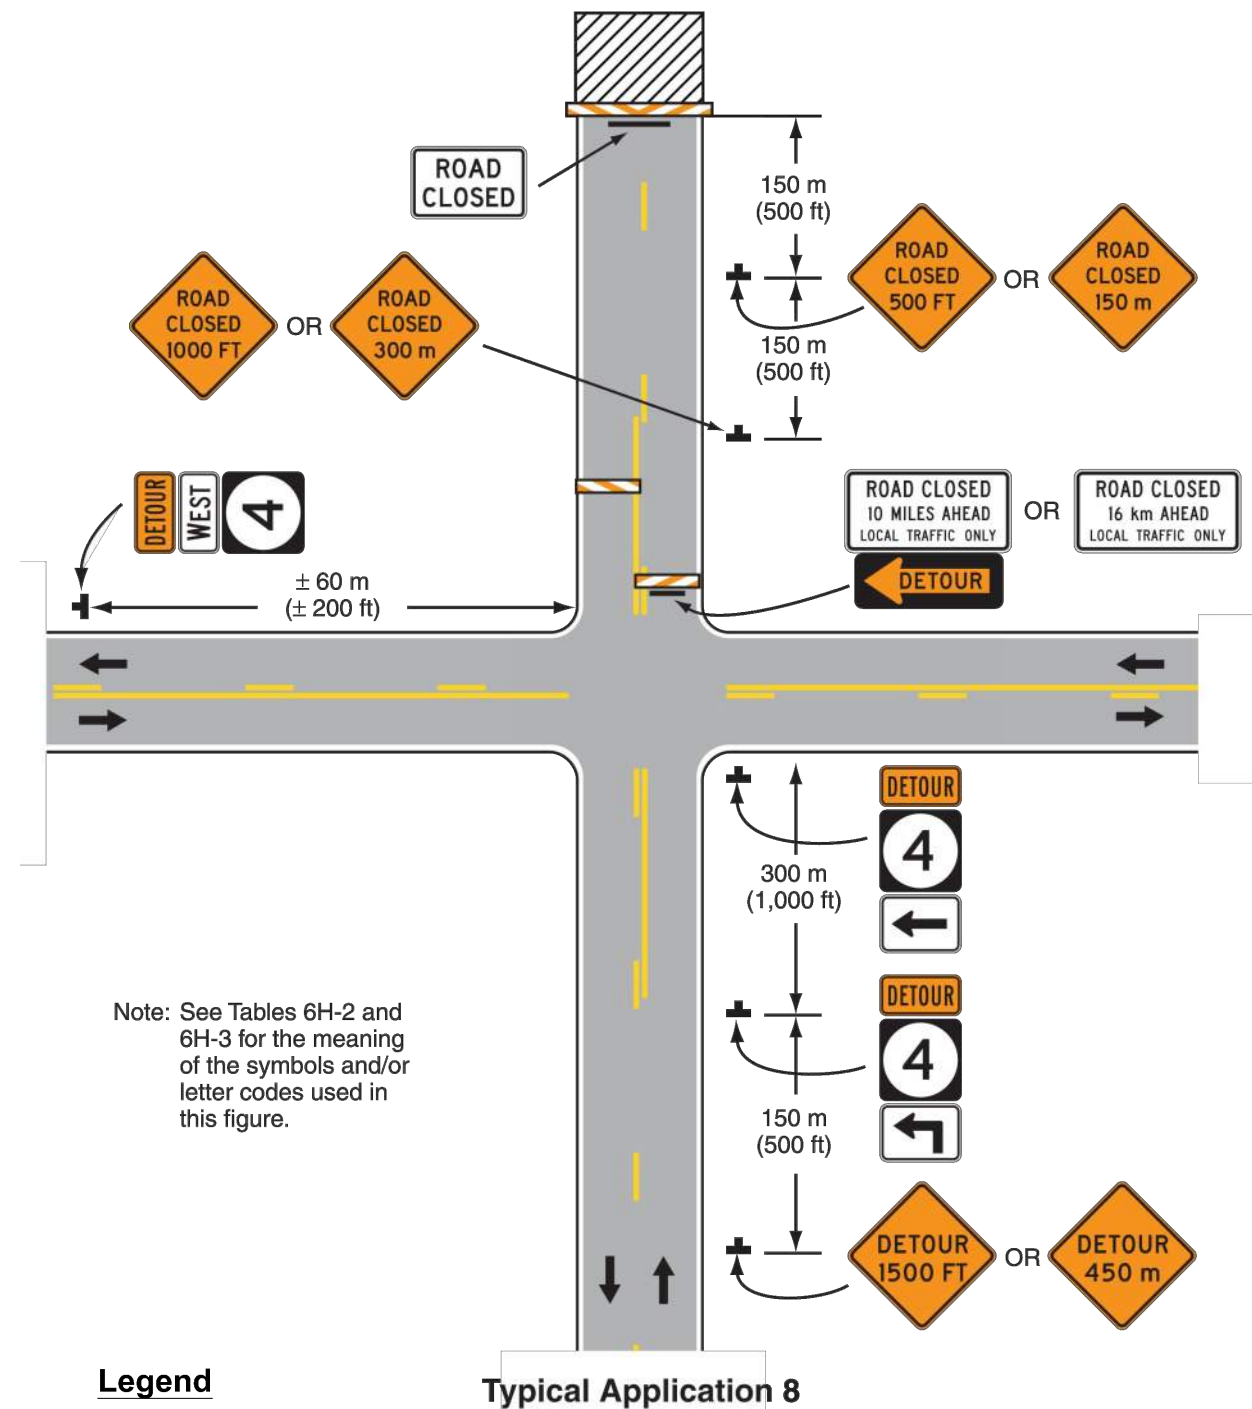 ROAD
CLOSED
150 m
(500 ft)
ROAD
CLOSED
500 FT
OR
ROAD
CLOSED
150 m
ROAD
CLOSED
1000 FT
OR
ROAD
CLOSED
300 m
150 m
(500 ft)
DETOUR
WEST
4
ROAD CLOSED
10 MILES AHEAD
LOCAL TRAFFIC ONLY
OR
ROAD CLOSED
16 km AHEAD
LOCAL TRAFFIC ONLY
DETOUR
± 60 m
(± 200 ft)
DETOUR
4
300 m
(1,000 ft)
DETOUR
4
Note: See Tables 6H-2 and
6H-3 for the meaning
of the symbols and/or
letter codes used in
this figure.
150 m
(500 ft)
DETOUR
1500 FT
OR
DETOUR
450 m
Legend
Typical Application 8